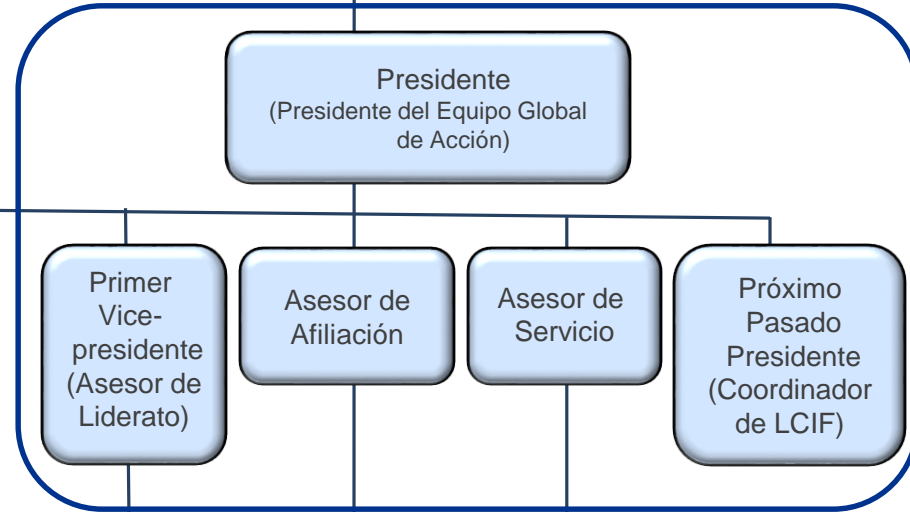 Presidente
(Presidente del Equipo Global
de Acción)
Primer
Vice-
presidente
(Asesor de
Liderato)
Asesor de
Afiliación
Asesor de
Servicio
Próximo
Pasado
Presidente
(Coordinador
de LCIF)